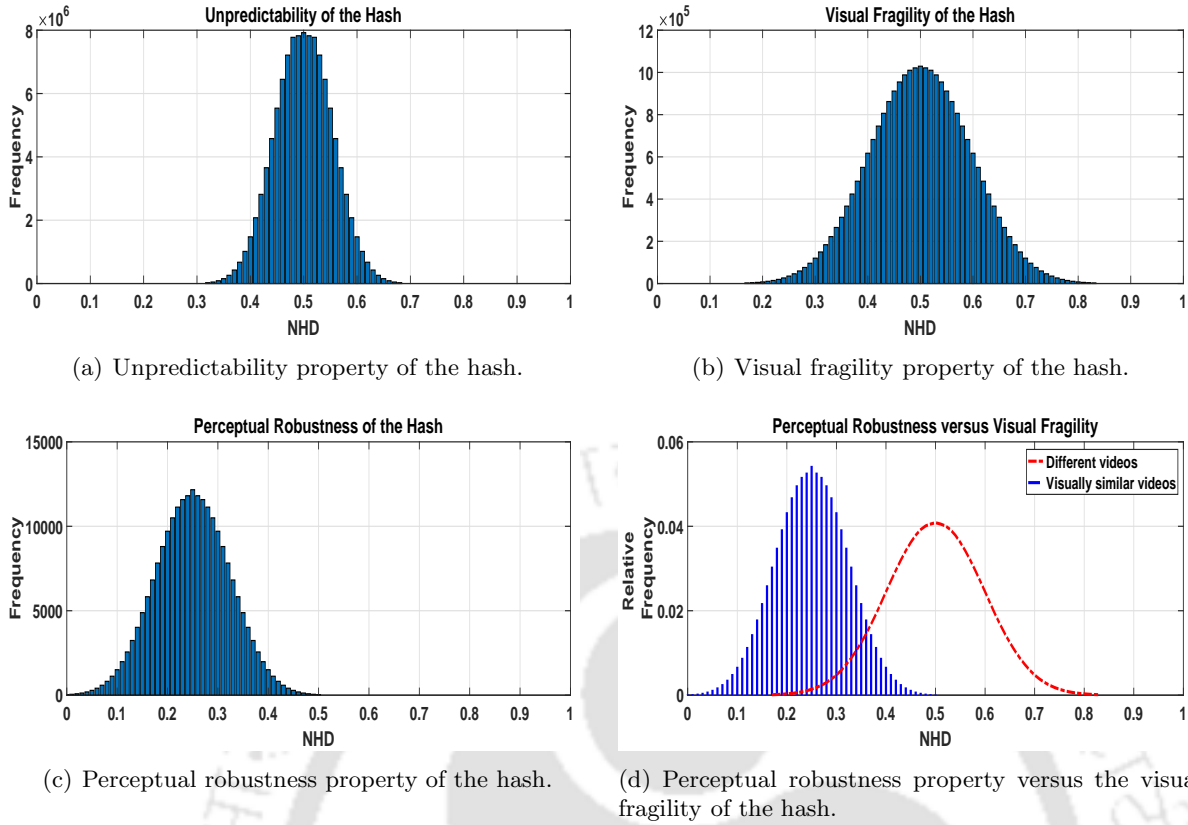 Unpredictability of the Hash
×10⁶
8
6
4
2
0
Frequency
0 0.1 0.2 0.3 0.4 0.5 0.6 0.7 0.8 0.9 1
NHD
(a) Unpredictability property of the hash.
Visual Fragility of the Hash
×10⁵
12
10
8
6
4
2
0
Frequency
0 0.1 0.2 0.3 0.4 0.5 0.6 0.7 0.8 0.9 1
NHD
(b) Visual fragility property of the hash.
Perceptual Robustness of the Hash
15000
10000
5000
0
Frequency
0 0.1 0.2 0.3 0.4 0.5 0.6 0.7 0.8 0.9 1
NHD
(c) Perceptual robustness property of the hash.
Perceptual Robustness versus Visual Fragility
0.06
0.04
0.02
0
Relative
Frequency
Different videos
Visually similar videos
0 0.1 0.2 0.3 0.4 0.5 0.6 0.7 0.8 0.9 1
NHD
(d) Perceptual robustness property versus the visua
fragility of the hash.